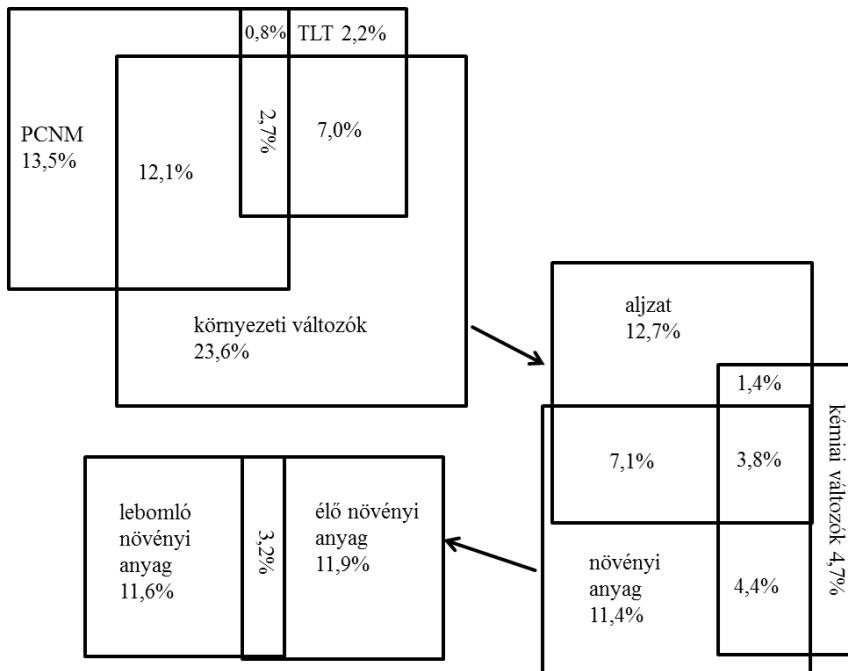 0,8%
TLT 2,2%
PCNM
13,5%
12,1%
2,7%
7,0%
környezeti változók
23,6%
aljzat
12,7%
1,4%
7,1%
3,8%
kémiai változók 4,7%
növényi
anyag
11,4%
4,4%
lebomló
növényi
anyag
11,6%
3,2%
élő növényi
anyag
11,9%